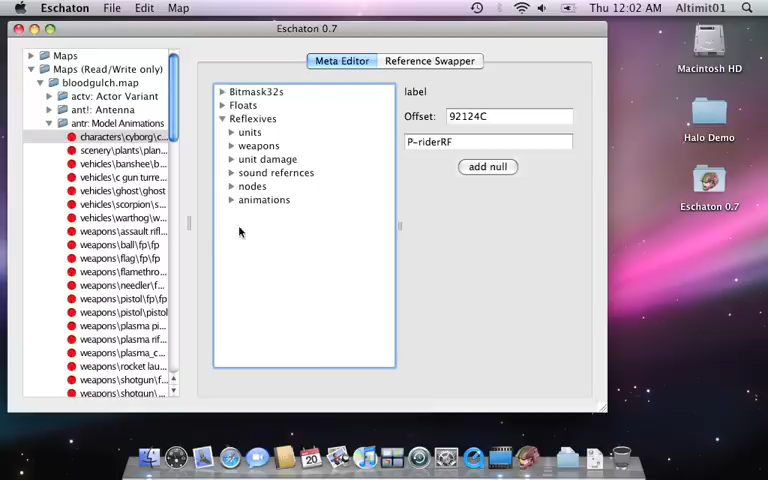 Eschaton File Edit Map Thu 12:02 AM Altimit01
Eschaton 0.7
Maps
Maps (Read/Write only)
bloodgulch.map
actv: Actor Variant
ant!: Antenna
antr: Model Animations
characters\cyborg\c...
scenery\plants\plan...
vehicles\banshee\b...
vehicles\c gun turre...
vehicles\ghost\ghost
vehicles\scorpion\s...
vehicles\warthog\w...
weapons\assault rifl...
weapons\ball\fp\fp
weapons\flag\fp\fp
weapons\flamethro...
weapons\needler\f...
weapons\pistol\fp\fp
weapons\pistol\pistol
weapons\plasma pi...
weapons\plasma rif...
weapons\plasma_c...
weapons\rocket lau...
weapons\shotgun\f...
weapons\shotgun\s...
Meta Editor Reference Swapper
Bitmask32s
Floats
Reflexives
units
weapons
unit damage
sound refernces
nodes
animations
label
Offset: 92124C
P-riderRF
add null
Macintosh HD
Halo Demo
Eschaton 0.7
20